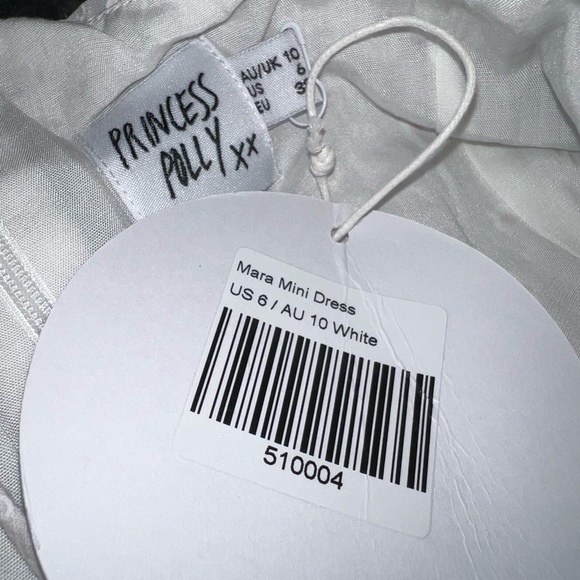 PRINCESS
POLLY xx
AU/UK 10
US 6
EU
Mara Mini Dress
US 6 / AU 10 White
510004